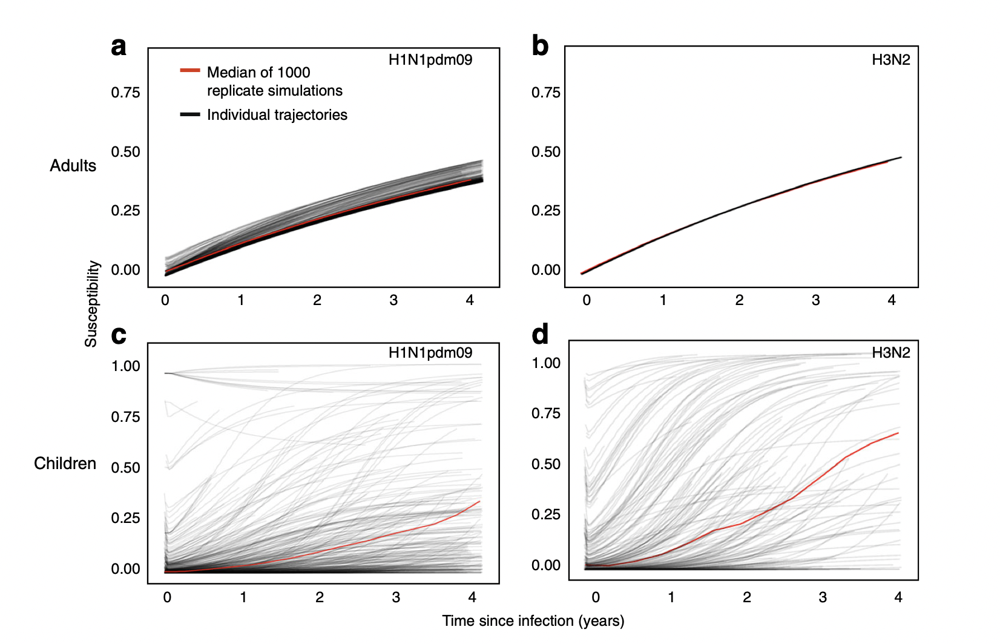 a
H1N1pdm09
Median of 1000
replicate simulations
Individual trajectories
0.75
0.50
0.25
0.00
0 1 2 3 4
b
H3N2
0.75
0.50
0.25
0.00
0 1 2 3 4
Adults
Susceptibility
c
H1N1pdm09
1.00
0.75
0.50
0.25
0.00
0 1 2 3 4
d
H3N2
1.00
0.75
0.50
0.25
0.00
0 1 2 3 4
Children
Time since infection (years)